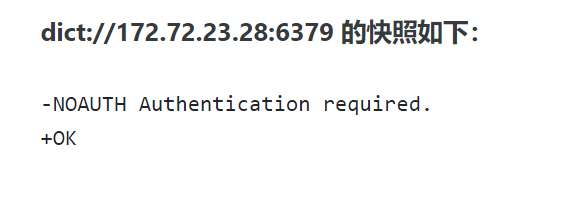 dict://172.72.23.28:6379 的快照如下：
-NOAUTH Authentication required.
+OK